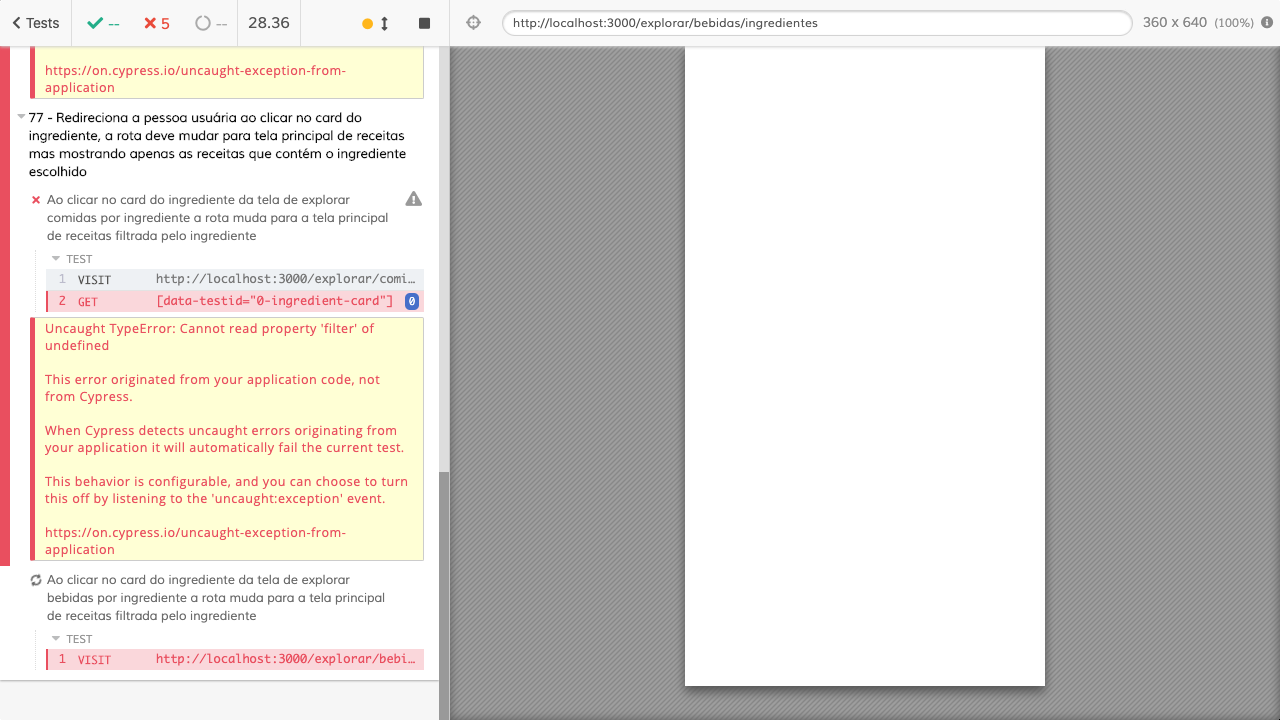 Tests
--
5
--
28.36
http://localhost:3000/explorar/bebidas/ingredientes
360 x 640 (100%)
https://on.cypress.io/uncaught-exception-from-
application
77 - Redireciona a pessoa usuária ao clicar no card do
ingrediente, a rota deve mudar para tela principal de receitas
mas mostrando apenas as receitas que contém o ingrediente
escolhido
Ao clicar no card do ingrediente da tela de explorar
comidas por ingrediente a rota muda para a tela principal
de receitas filtrada pelo ingrediente
TEST
1 VISIT http://localhost:3000/explorar/comi…
2 GET [data-testid="0-ingredient-card"] 0
Uncaught TypeError: Cannot read property 'filter' of
undefined
This error originated from your application code, not
from Cypress.
When Cypress detects uncaught errors originating from
your application it will automatically fail the current test.
This behavior is configurable, and you can choose to turn
this off by listening to the 'uncaught:exception' event.
https://on.cypress.io/uncaught-exception-from-
application
Ao clicar no card do ingrediente da tela de explorar
bebidas por ingrediente a rota muda para a tela principal
de receitas filtrada pelo ingrediente
TEST
1 VISIT http://localhost:3000/explorar/bebi…